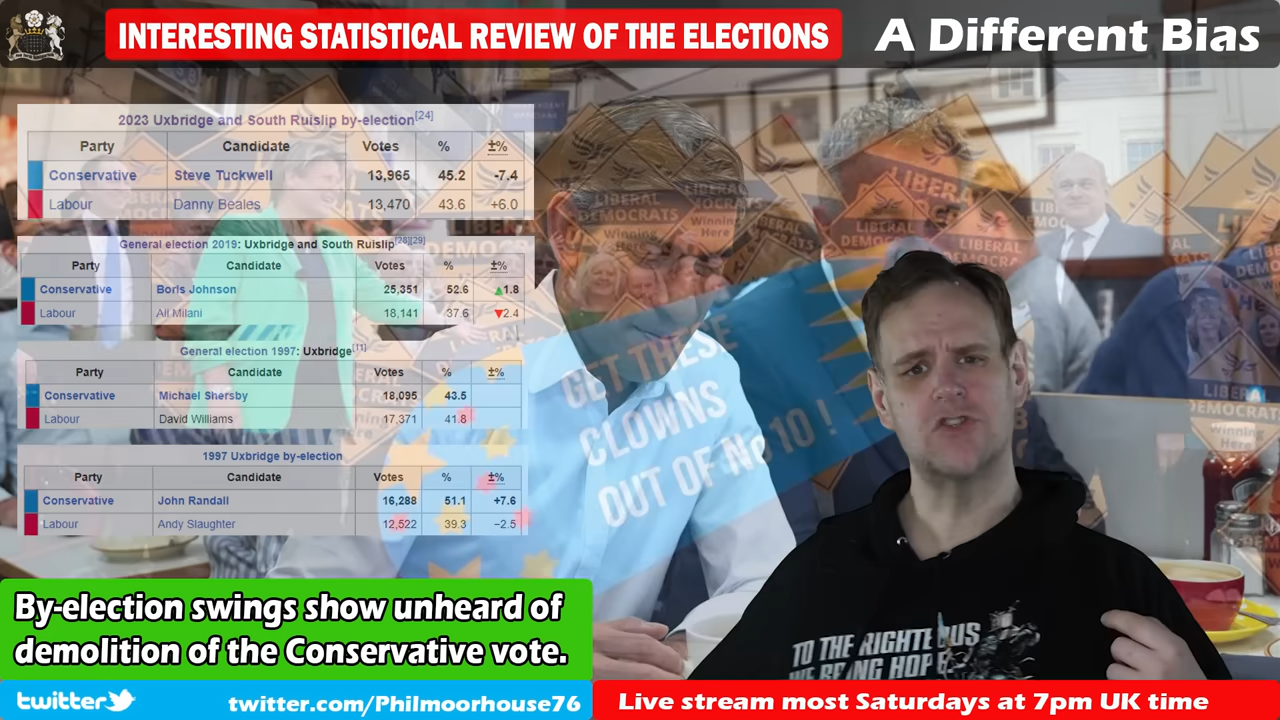 INTERESTING STATISTICAL REVIEW OF THE ELECTIONS
A Different Bias
2023 Uxbridge and South Ruislip by-election[24]
Party Candidate Votes % ±%
Conservative Steve Tuckwell 13,965 45.2 -7.4
Labour Danny Beales 13,470 43.6 +6.0
General election 2019: Uxbridge and South Ruislip[28][29]
Party Candidate Votes % ±%
Conservative Boris Johnson 25,351 52.6 ▲1.8
Labour Ali Milani 18,141 37.6 ▼2.4
General election 1997: Uxbridge[11]
Party Candidate Votes % ±%
Conservative Michael Shersby 18,095 43.5
Labour David Williams 17,371 41.8
1997 Uxbridge by-election
Party Candidate Votes % ±%
Conservative John Randall 16,288 51.1 +7.6
Labour Andy Slaughter 12,522 39.3 −2.5
LIBERAL DEMOCRATS
Winning Here
GET THESE
CLOWNS
OUT OF No 10 !
TO THE RIGHTEOUS
WE BRING HOPE
By-election swings show unheard of
demolition of the Conservative vote.
twitter
twitter.com/Philmoorhouse76
Live stream most Saturdays at 7pm UK time